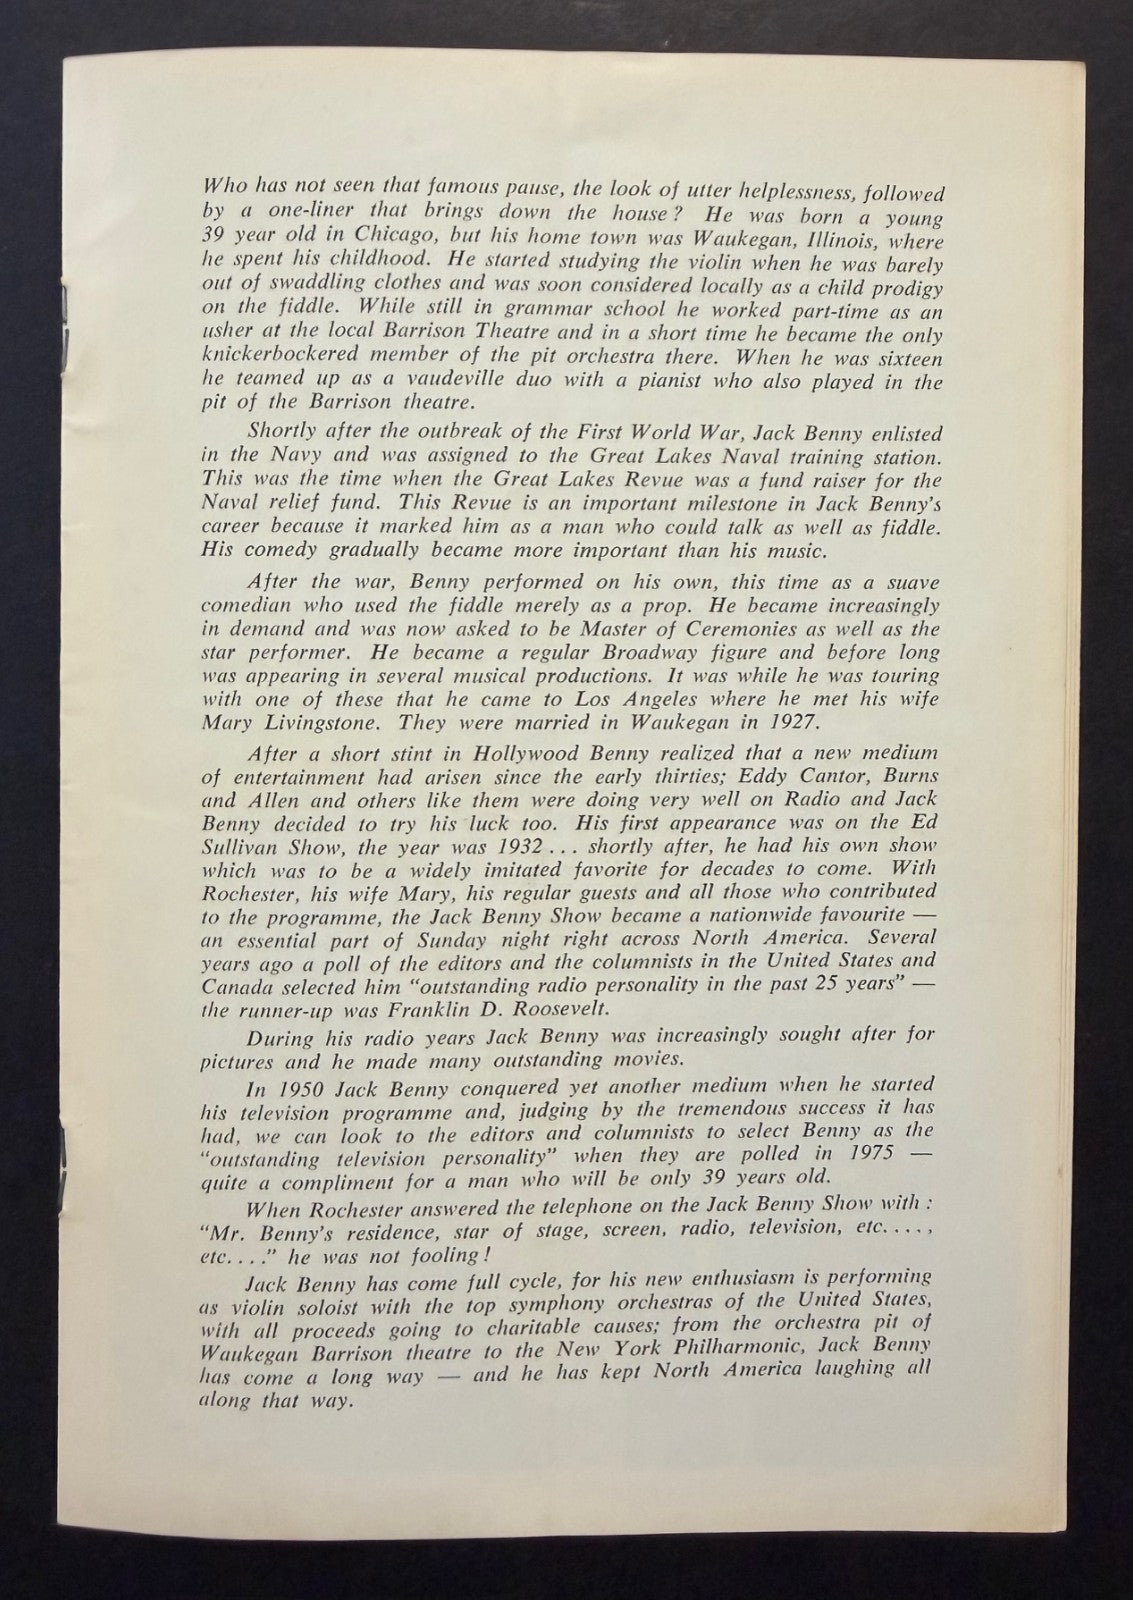 Who has not seen that famous pause, the look of utter helplessness, followed
by a one-liner that brings down the house? He was born a young
39 year old in Chicago, but his home town was Waukegan, Illinois, where
he spent his childhood. He started studying the violin when he was barely
out of swaddling clothes and was soon considered locally as a child prodigy
on the fiddle. While still in grammar school he worked part-time as an
usher at the local Barrison Theatre and in a short time he became the only
knickerbockered member of the pit orchestra there. When he was sixteen
he teamed up as a vaudeville duo with a pianist who also played in the
pit of the Barrison theatre.
Shortly after the outbreak of the First World War, Jack Benny enlisted
in the Navy and was assigned to the Great Lakes Naval training station.
This was the time when the Great Lakes Revue was a fund raiser for the
Naval relief fund. This Revue is an important milestone in Jack Benny's
career because it marked him as a man who could talk as well as fiddle.
His comedy gradually became more important than his music.
After the war, Benny performed on his own, this time as a suave
comedian who used the fiddle merely as a prop. He became increasingly
in demand and was now asked to be Master of Ceremonies as well as the
star performer. He became a regular Broadway figure and before long
was appearing in several musical productions. It was while he was touring
with one of these that he came to Los Angeles where he met his wife
Mary Livingstone. They were married in Waukegan in 1927.
After a short stint in Hollywood Benny realized that a new medium
of entertainment had arisen since the early thirties; Eddy Cantor, Burns
and Allen and others like them were doing very well on Radio and Jack
Benny decided to try his luck too. His first appearance was on the Ed
Sullivan Show, the year was 1932 ... shortly after, he had his own show
which was to be a widely imitated favorite for decades to come. With
Rochester, his wife Mary, his regular guests and all those who contributed
to the programme, the Jack Benny Show became a nationwide favourite —
an essential part of Sunday night right across North America. Several
years ago a poll of the editors and the columnists in the United States and
Canada selected him "outstanding radio personality in the past 25 years" —
the runner-up was Franklin D. Roosevelt.
During his radio years Jack Benny was increasingly sought after for
pictures and he made many outstanding movies.
In 1950 Jack Benny conquered yet another medium when he started
his television programme and, judging by the tremendous success it has
had, we can look to the editors and columnists to select Benny as the
"outstanding television personality" when they are polled in 1975 —
quite a compliment for a man who will be only 39 years old.
When Rochester answered the telephone on the Jack Benny Show with :
"Mr. Benny's residence, star of stage, screen, radio, television, etc....,
etc...." he was not fooling!
Jack Benny has come full cycle, for his new enthusiasm is performing
as violin soloist with the top symphony orchestras of the United States,
with all proceeds going to charitable causes; from the orchestra pit of
Waukegan Barrison theatre to the New York Philharmonic, Jack Benny
has come a long way — and he has kept North America laughing all
along that way.